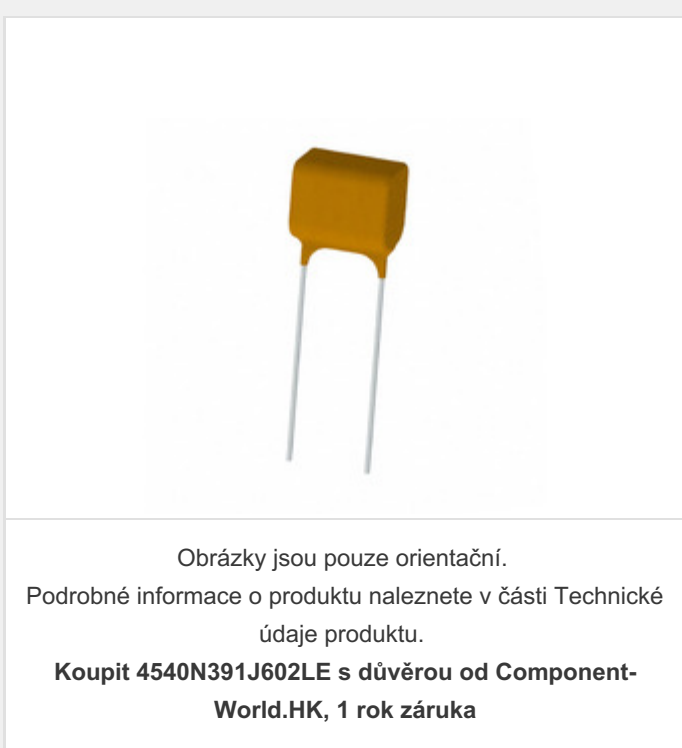 Obrázky jsou pouze orientační.
Podrobné informace o produktu naleznete v části Technické
údaje produktu.
Koupit 4540N391J602LE s důvěrou od Component-
World.HK, 1 rok záruka